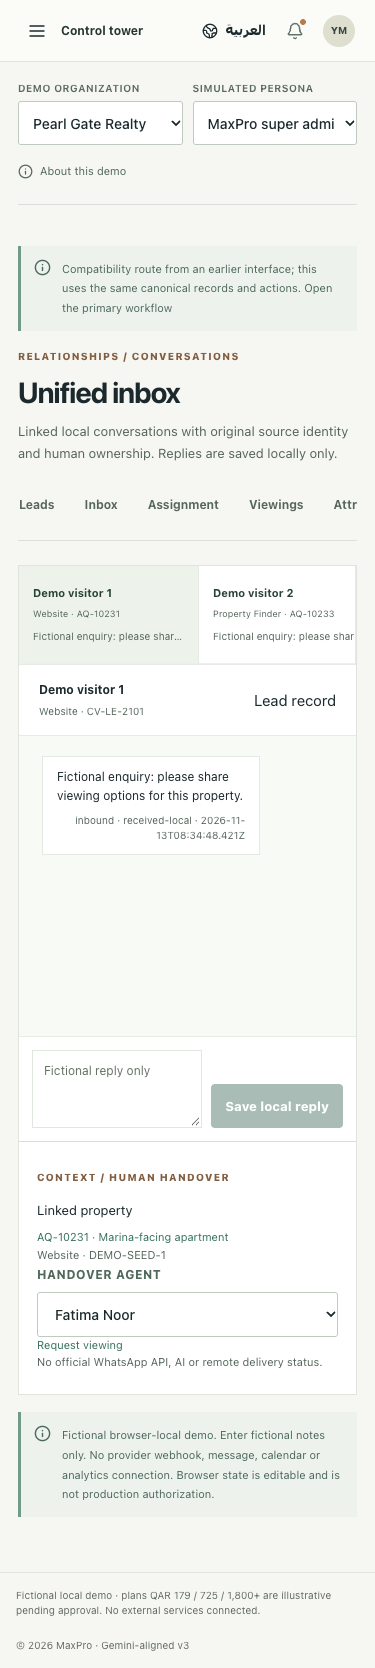 Control tower
العربية
YM
DEMO ORGANIZATION
SIMULATED PERSONA
Pearl Gate Realty
MaxPro super admi
About this demo
Compatibility route from an earlier interface; this
uses the same canonical records and actions. Open
the primary workflow
RELATIONSHIPS / CONVERSATIONS
Unified inbox
Linked local conversations with original source identity
and human ownership. Replies are saved locally only.
Leads Inbox Assignment Viewings Attr
Demo visitor 1
Website · AQ-10231
Fictional enquiry: please shar...
Demo visitor 2
Property Finder · AQ-10233
Fictional enquiry: please shar
Demo visitor 1
Website · CV-LE-2101
Lead record
Fictional enquiry: please share
viewing options for this property.
inbound · received-local · 2026-11-
13T08:34:48.421Z
Fictional reply only
Save local reply
CONTEXT / HUMAN HANDOVER
Linked property
AQ-10231 · Marina-facing apartment
Website · DEMO-SEED-1
HANDOVER AGENT
Fatima Noor
Request viewing
No official WhatsApp API, AI or remote delivery status.
Fictional browser-local demo. Enter fictional notes
only. No provider webhook, message, calendar or
analytics connection. Browser state is editable and is
not production authorization.
Fictional local demo · plans QAR 179 / 725 / 1,800+ are illustrative
pending approval. No external services connected.
© 2026 MaxPro · Gemini-aligned v3